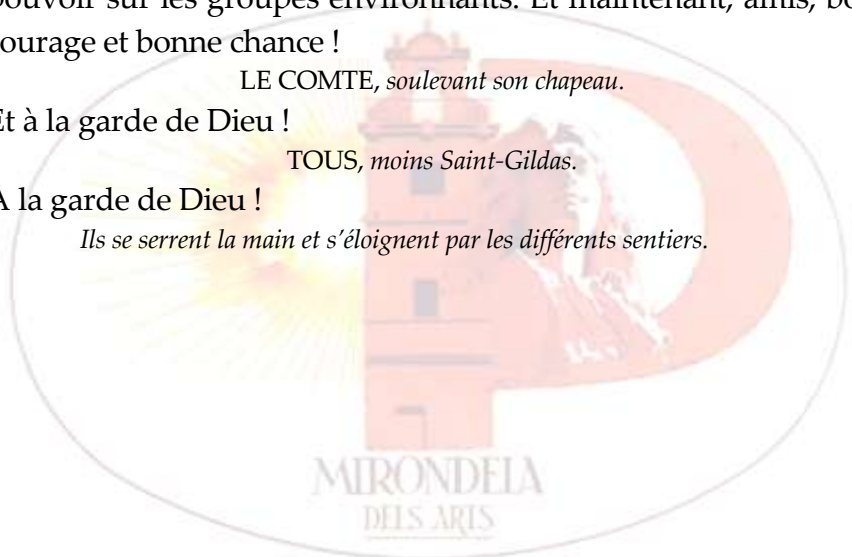 pouvoir sur les groupes environnants. Et maintenant, amis,
courage et bonne chance !
LE COMTE, soulevant son chapeau.
Et à la garde de Dieu !
TOUS, moins Saint-Gildas.
À la garde de Dieu !
Ils se serrent la main et s’éloignent par les différents sentiers.
MIRONDELA
DELS ARTS